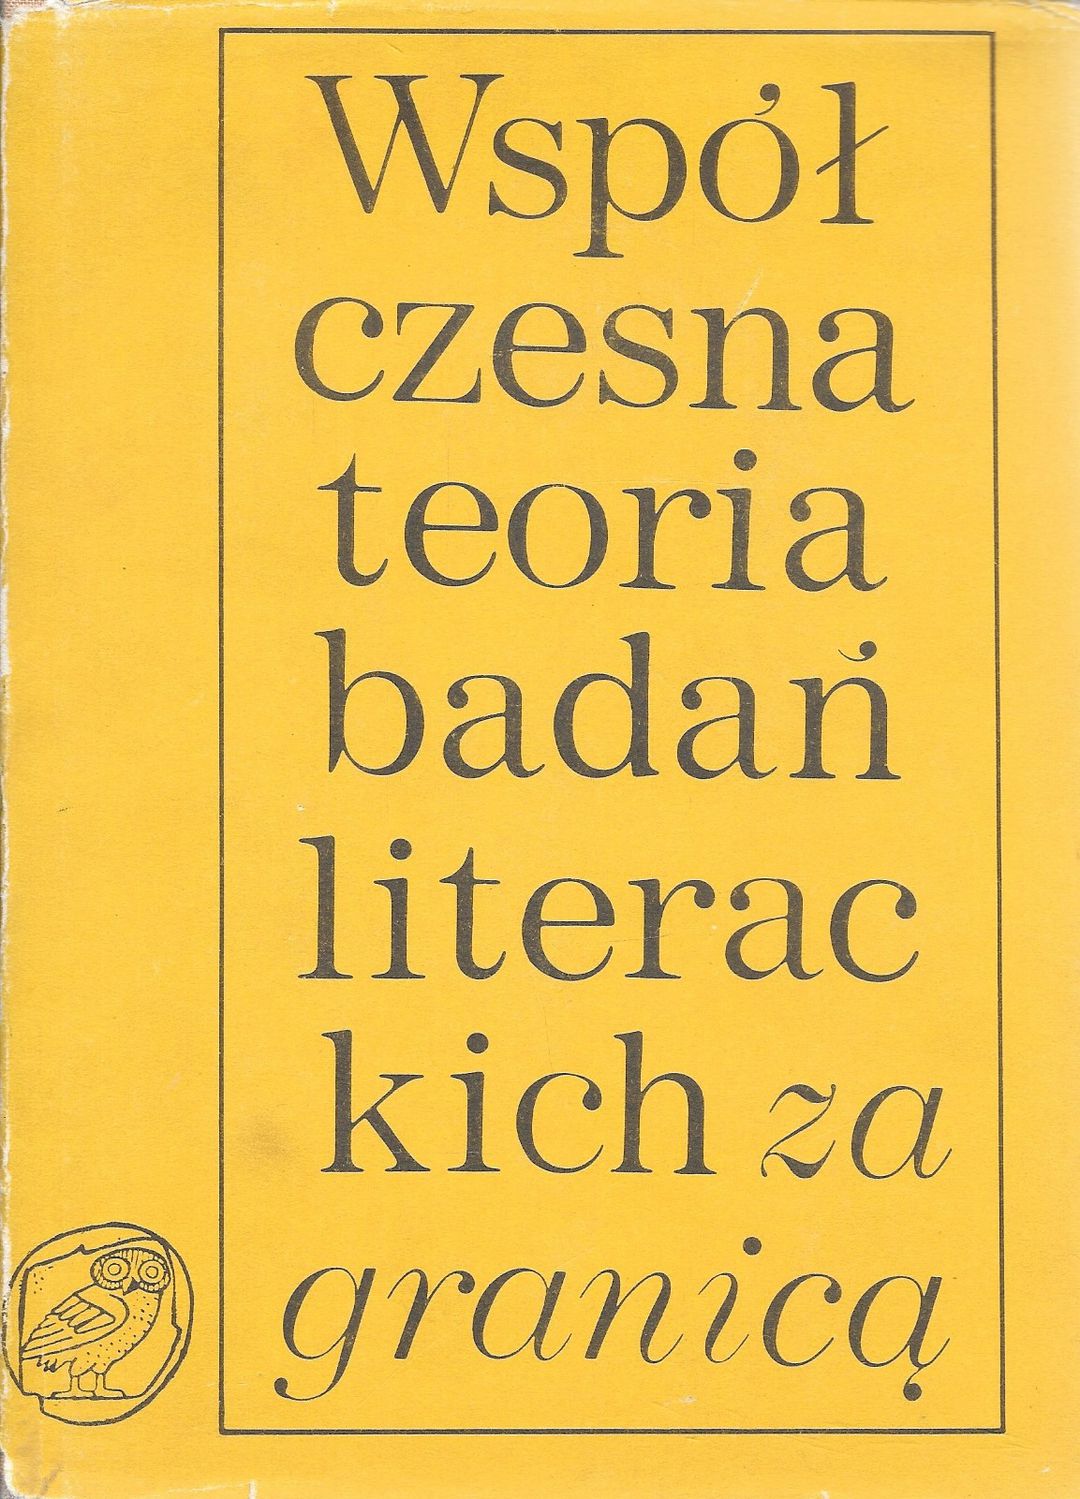 Współ
czesna
teoria
badań
literac
kich za
granicą